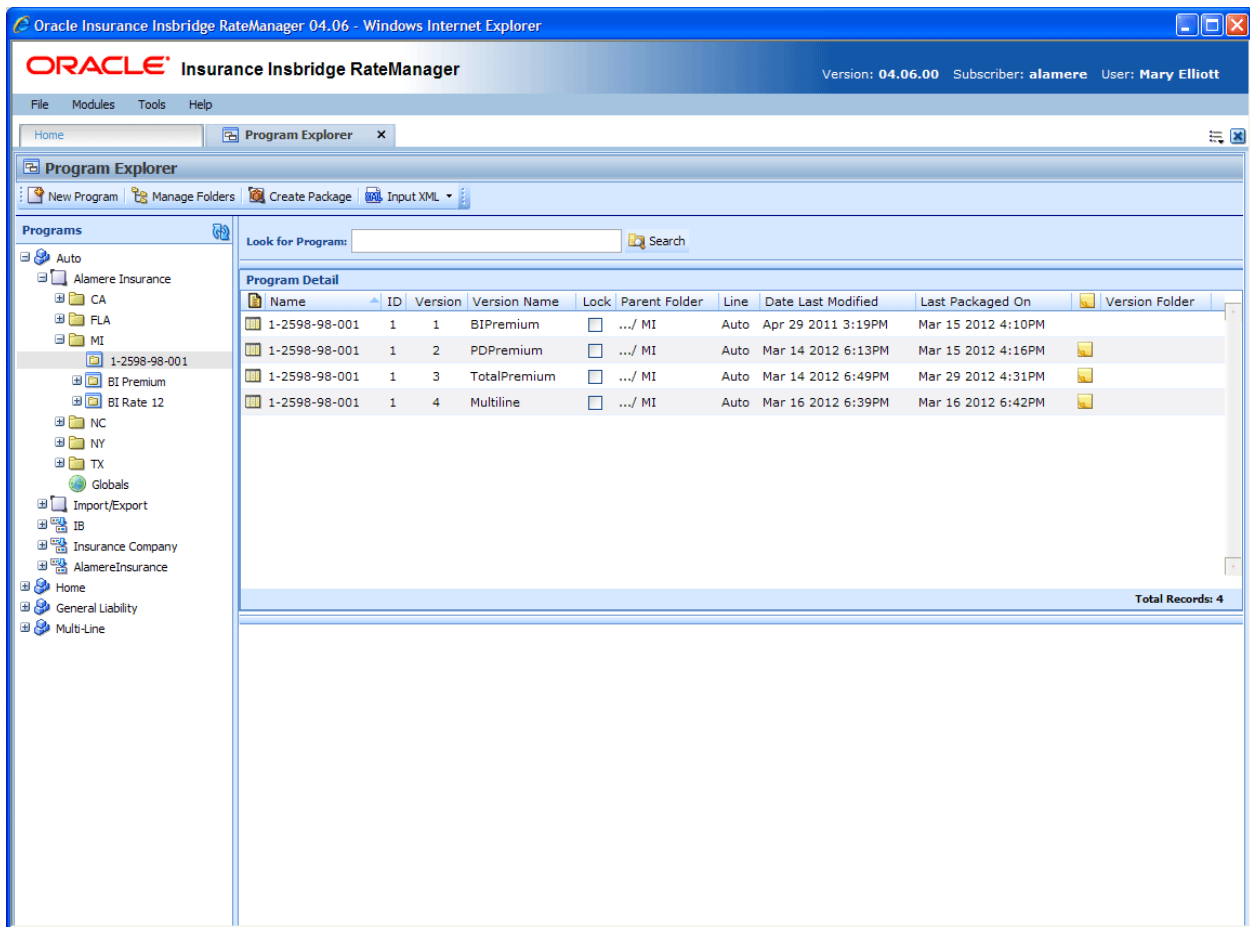 Oracle Insurance Insbridge RateManager 04.06 - Windows Internet Explorer
ORACLE® Insurance Insbridge RateManager
Version: 04.06.00 Subscriber: alamere User: Mary Elliott
File Modules Tools Help
Home Program Explorer x
Program Explorer
New Program Manage Folders Create Package Input XML
Programs
Auto
Alamere Insurance
CA
FLA
MI
1-2598-98-001
BI Premium
BI Rate 12
NC
NY
TX
Globals
Import/Export
IB
Insurance Company
AlamereInsurance
Home
General Liability
Multi-Line
Look for Program: Search
Program Detail
Name ID Version Version Name Lock Parent Folder Line Date Last Modified Last Packaged On Version Folder
1-2598-98-001 1 1 BIPremium .../ MI Auto Apr 29 2011 3:19PM Mar 15 2012 4:10PM
1-2598-98-001 1 2 PDPremium .../ MI Auto Mar 14 2012 6:13PM Mar 15 2012 4:16PM
1-2598-98-001 1 3 TotalPremium .../ MI Auto Mar 14 2012 6:49PM Mar 29 2012 4:31PM
1-2598-98-001 1 4 Multiline .../ MI Auto Mar 16 2012 6:39PM Mar 16 2012 6:42PM
Total Records: 4